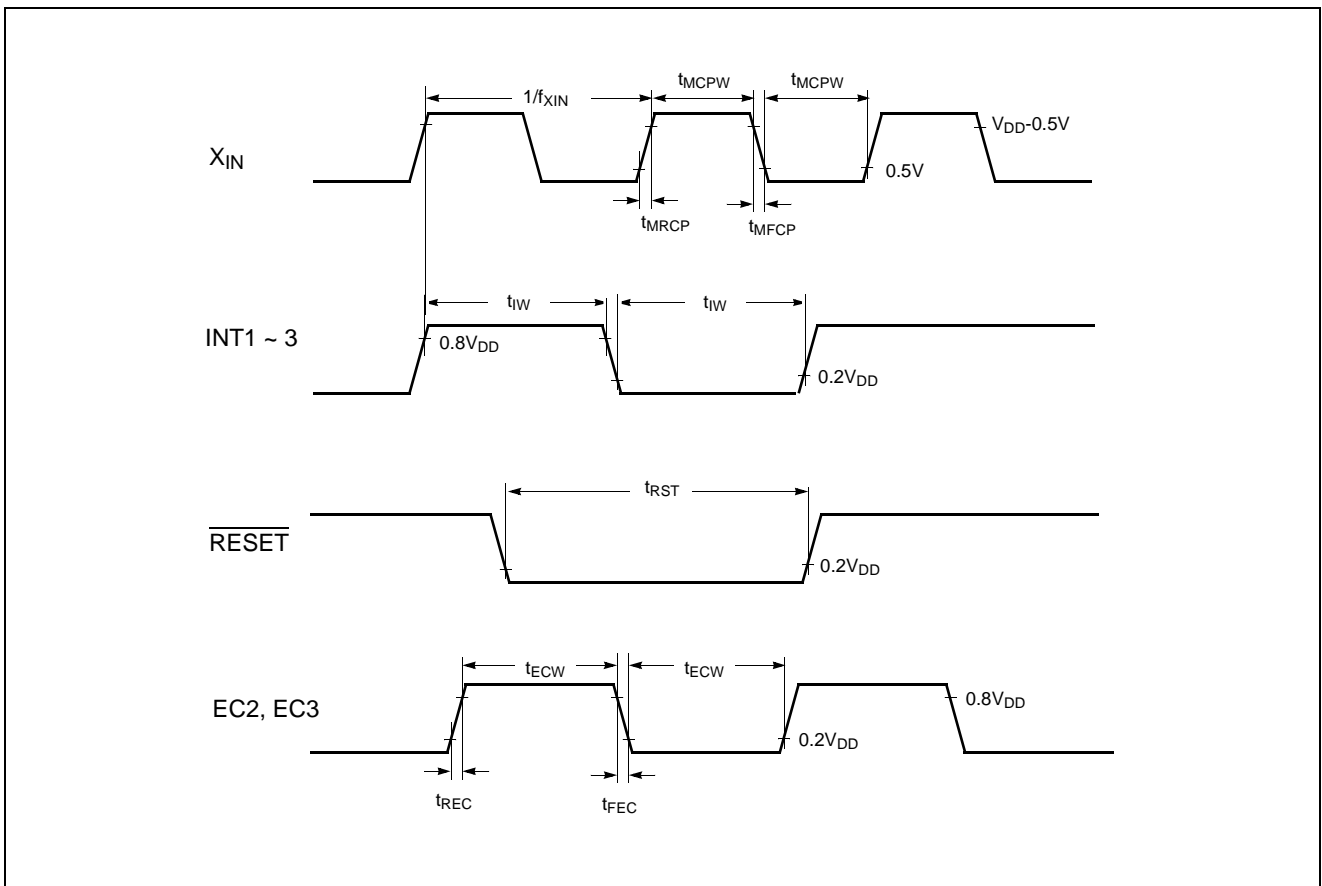 tMCPW tMCPW
1/fXIN
VDD-0.5V
XIN
0.5V
tMRCP tMFCP
tIW tIW
INT1 ~ 3
0.8VDD
0.2VDD
tRST
RESET
0.2VDD
tECW tECW
EC2, EC3
0.8VDD
0.2VDD
tREC tFEC